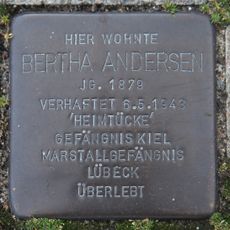 HIER WOHNTE
BERTHA ANDERSEN
JG. 1879
VERHAFTET 6.5.1943
'HEIMTÜCKE'
GEFÄNGNIS KIEL
MARSTALLGEFÄNGNIS
LÜBECK
ÜBERLEBT